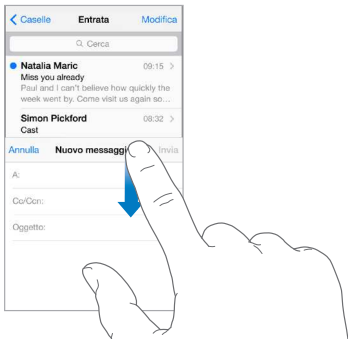 Caselle Entrata Modifica
Cerca
Natalia Maric 09:15
Miss you already
Paul and I can't believe how quickly the
week went by. Come visit us again so...
Simon Pickford 08:32
Cast
Annulla Nuovo messaggi Invia
A:
Cc/Ccn:
Oggetto: